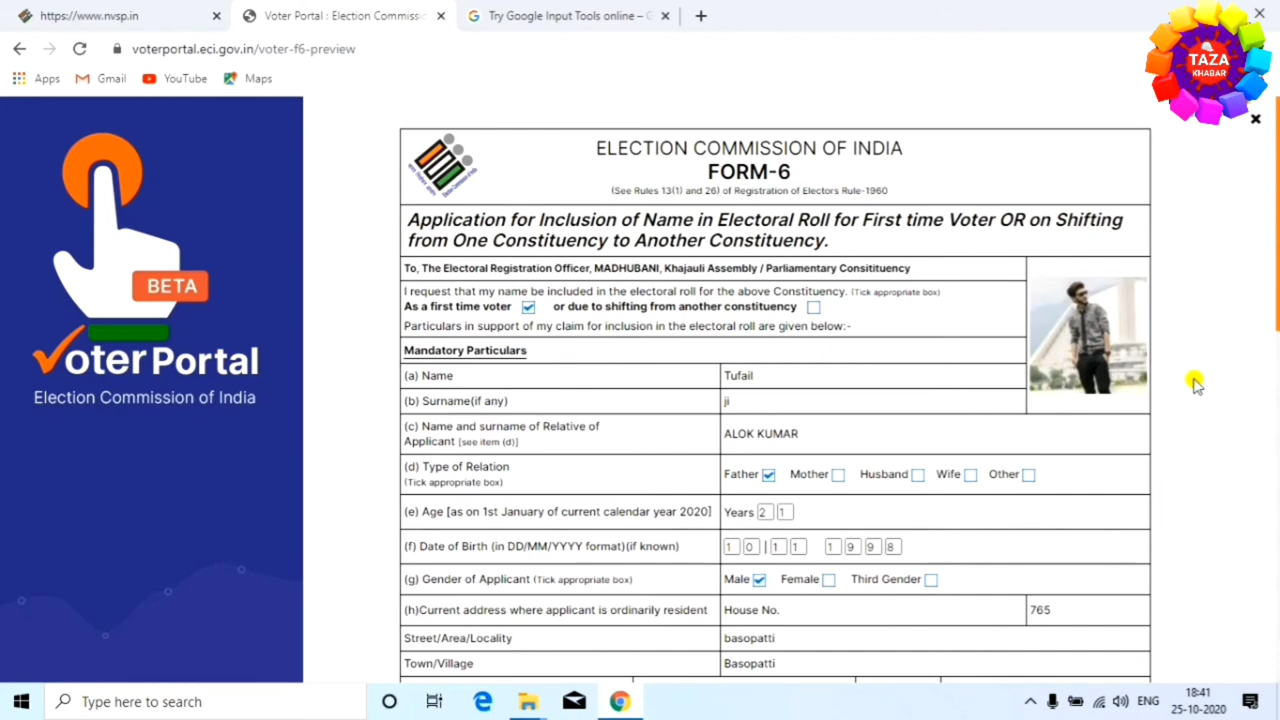 https://www.nvsp.in
Voter Portal : Election Commissi
Try Google Input Tools online – G
voterportal.eci.gov.in/voter-f6-preview
Apps
Gmail
YouTube
Maps
TAZA
KHABAR
BETA
Voter Portal
Election Commission of India
ELECTION COMMISSION OF INDIA
FORM-6
(See Rules 13(1) and 26) of Registration of Electors Rule-1960
Application for Inclusion of Name in Electoral Roll for First time Voter OR on Shifting
from One Constituency to Another Constituency.
To, The Electoral Registration Officer, MADHUBANI, Khajauli Assembly / Parliamentary Consitituency
I request that my name be included in the electoral roll for the above Constituency. (Tick appropriate box)
As a first time voter or due to shifting from another constituency
Particulars in support of my claim for inclusion in the electoral roll are given below:-
Mandatory Particulars
(a) Name Tufail
(b) Surname(if any) ji
(c) Name and surname of Relative of
Applicant [see item (d)] ALOK KUMAR
(d) Type of Relation
(Tick appropriate box) Father Mother Husband Wife Other
(e) Age [as on 1st January of current calendar year 2020] Years 2 1
(f) Date of Birth (in DD/MM/YYYY format)(if known) 1 0 | 1 1 1 9 9 8
(g) Gender of Applicant (Tick appropriate box) Male Female Third Gender
(h)Current address where applicant is ordinarily resident House No. 765
Street/Area/Locality basopatti
Town/Village Basopatti
Type here to search
ENG
18:41
25-10-2020